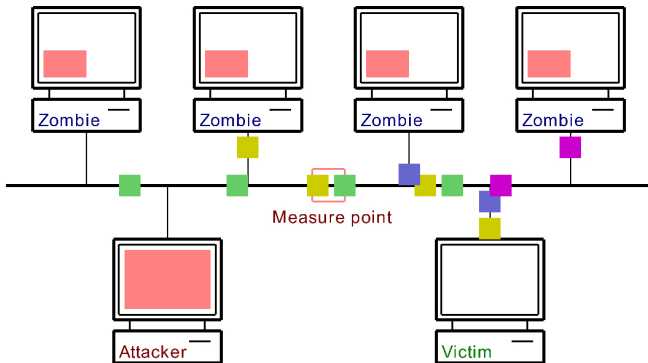 Zombie
Zombie
Zombie
Zombie
Measure point
Attacker
Victim